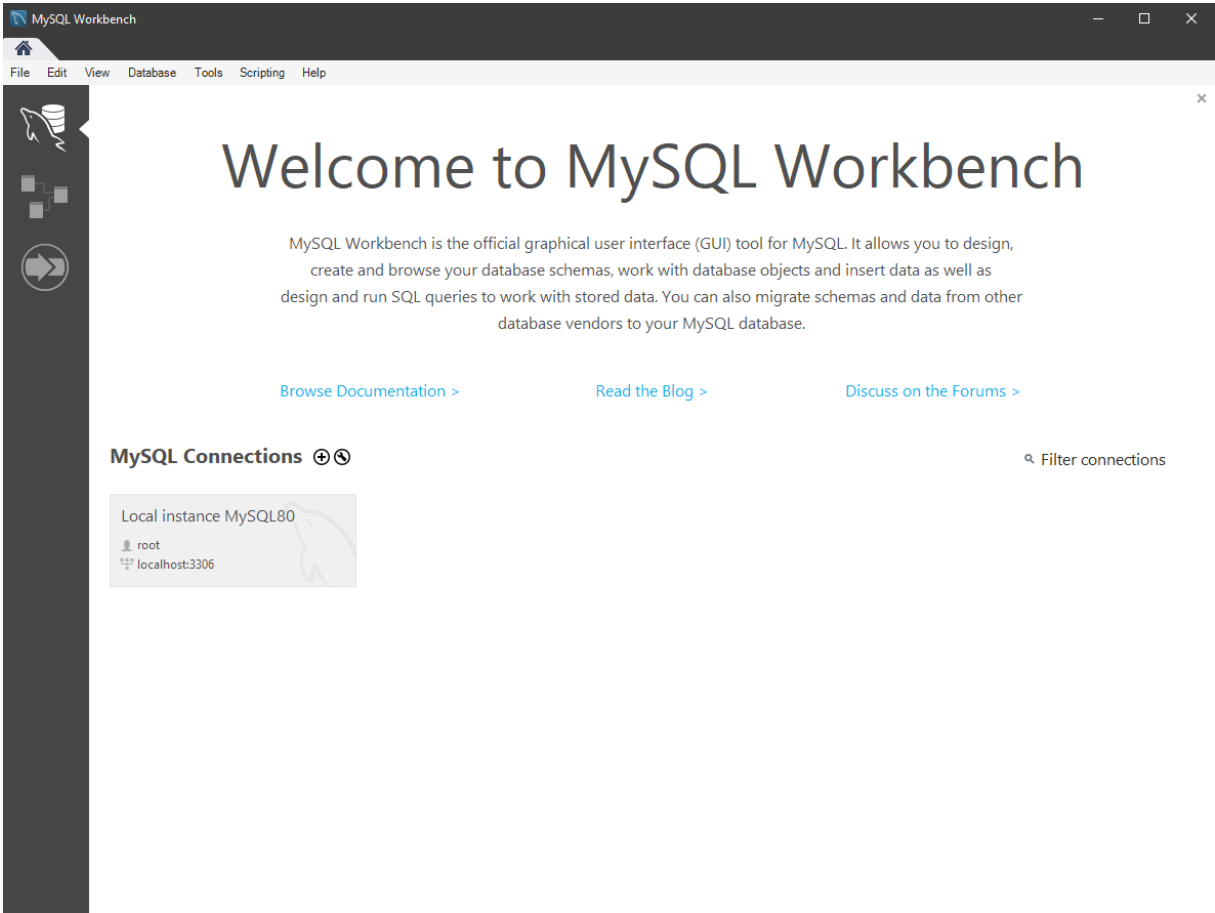 MySQL Workbench
File Edit View Database Tools Scripting Help
Welcome to MySQL Workbench
MySQL Workbench is the official graphical user interface (GUI) tool for MySQL. It allows you to design,
create and browse your database schemas, work with database objects and insert data as well as
design and run SQL queries to work with stored data. You can also migrate schemas and data from other
database vendors to your MySQL database.
Browse Documentation > Read the Blog > Discuss on the Forums >
MySQL Connections Filter connections
Local instance MySQL80
root
localhost:3306